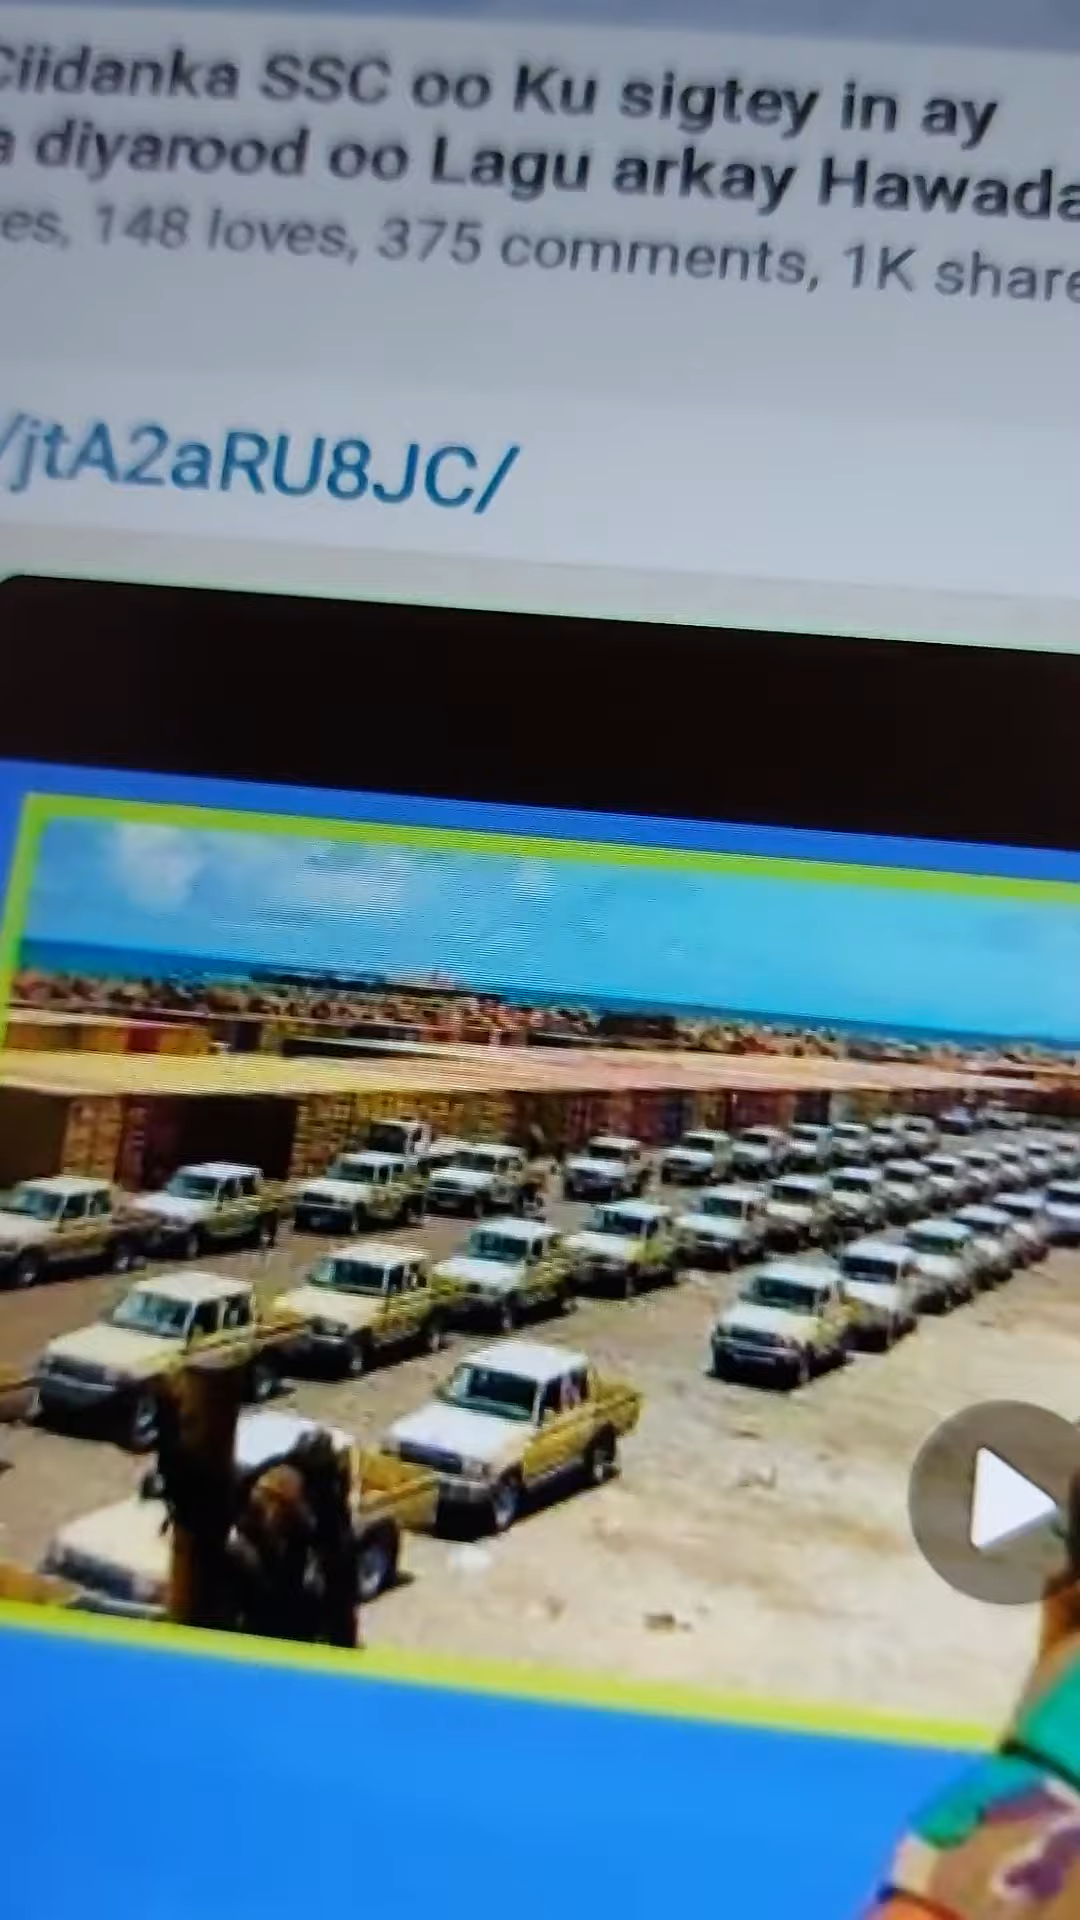 Ciidanka SSC oo Ku sigtey in ay
diyarood oo Lagu arkay Hawada
148 loves, 375 comments, 1K share
/jtA2aRU8JC/